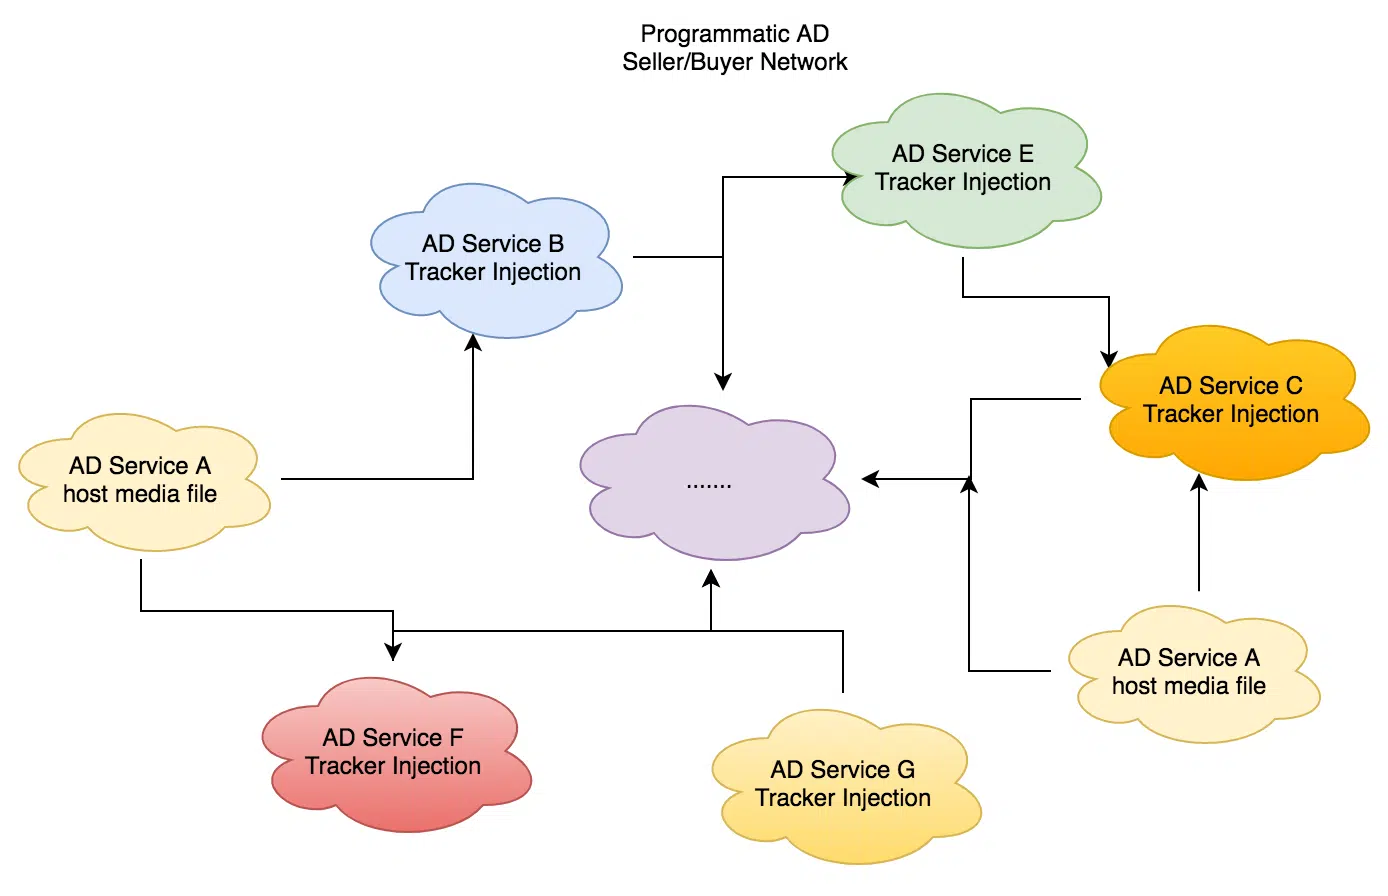 Programmatic AD
Seller/Buyer Network
AD Service E
Tracker Injection
AD Service B
Tracker Injection
AD Service C
Tracker Injection
AD Service A
host media file
.......
AD Service A
host media file
AD Service F
Tracker Injection
AD Service G
Tracker Injection